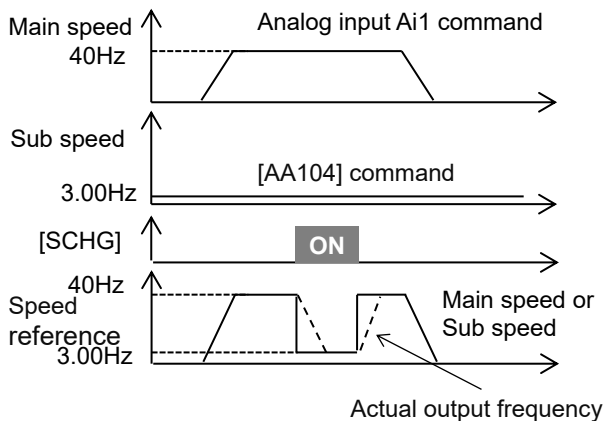 Main speed
Analog input Ai1 command
40Hz
Sub speed
[AA104] command
3.00Hz
[SCHG]
ON
40Hz
Speed
reference
Main speed or
Sub speed
3.00Hz
Actual output frequency